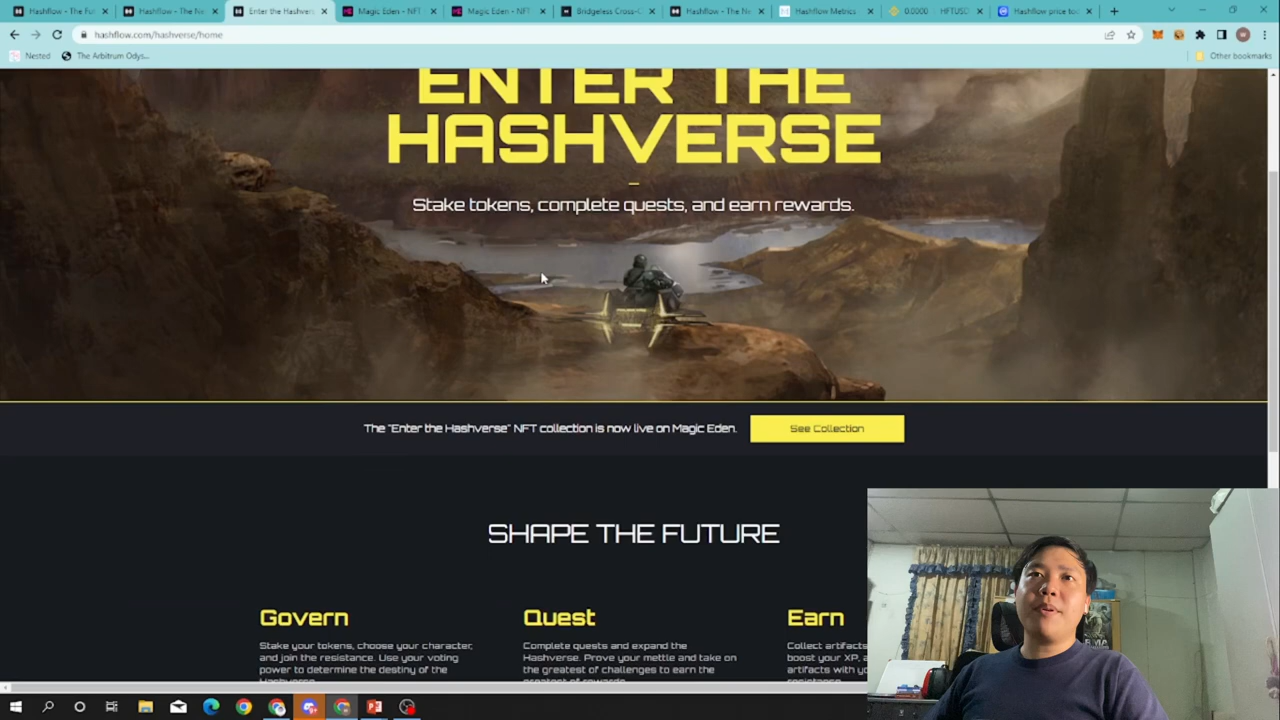 Hashflow - The Fu
Hashflow - The Ne
Enter the Hashvers
Magic Eden - NFT
Magic Eden - NFT
Bridgeless Cross-C
Hashflow - The Ne
Hashflow Metrics
0.0000
HFTUSD
Hashflow price to
hashflow.com/hashverse/home
Nested
The Arbitrum Odys...
Other bookmarks
ENTER THE
HASHVERSE
Stake tokens, complete quests, and earn rewards.
The "Enter the Hashverse" NFT collection is now live on Magic Eden.
See Collection
SHAPE THE FUTURE
Govern
Stake your tokens, choose your character,
and join the resistance. Use your voting
power to determine the destiny of the
Hashverse.
Quest
Complete quests and expand the
Hashverse. Prove your mettle and take on
the greatest of challenges to earn the
greatest of rewards.
Earn
Collect artifacts
boost your XP, a
artifacts with yo
resistance.